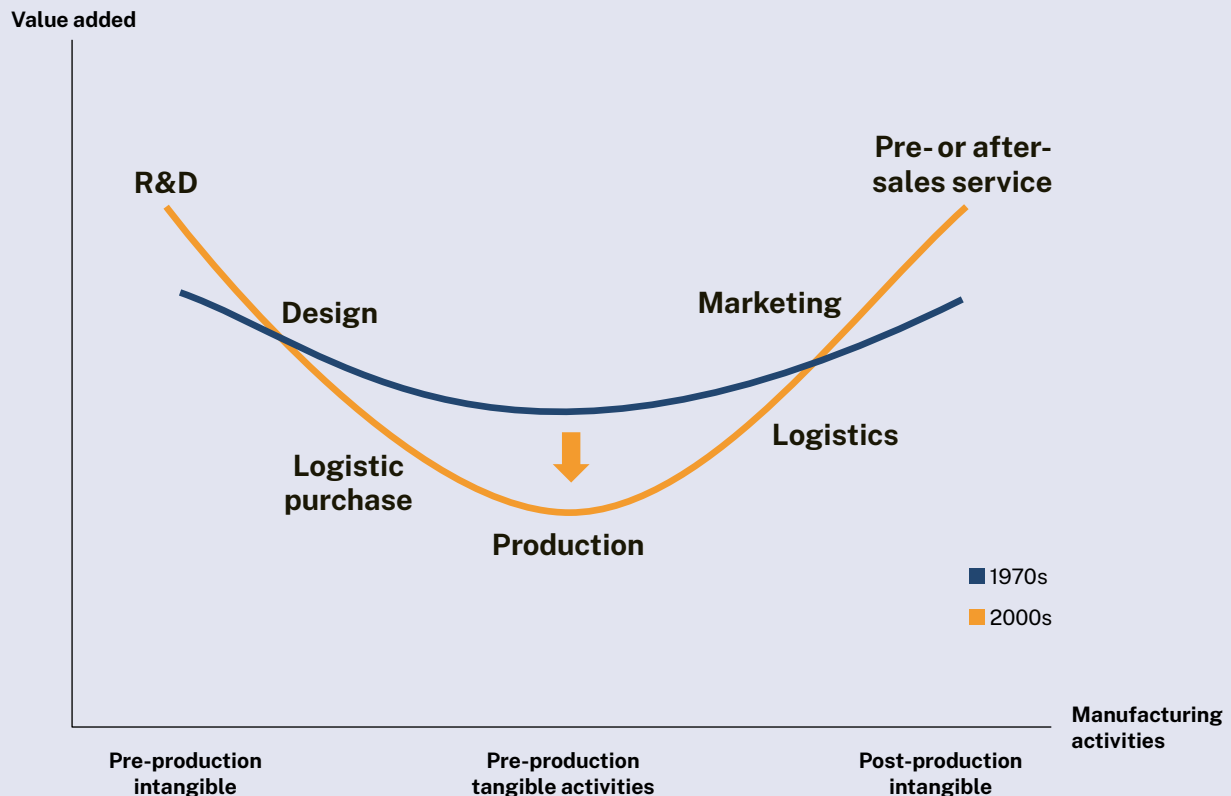 Value added
R&D
Pre- or after-
sales service
Design
Marketing
Logistic
purchase
Logistics
Production
1970s
2000s
Manufacturing
activities
Pre-production
intangible
Pre-production
tangible activities
Post-production
intangible